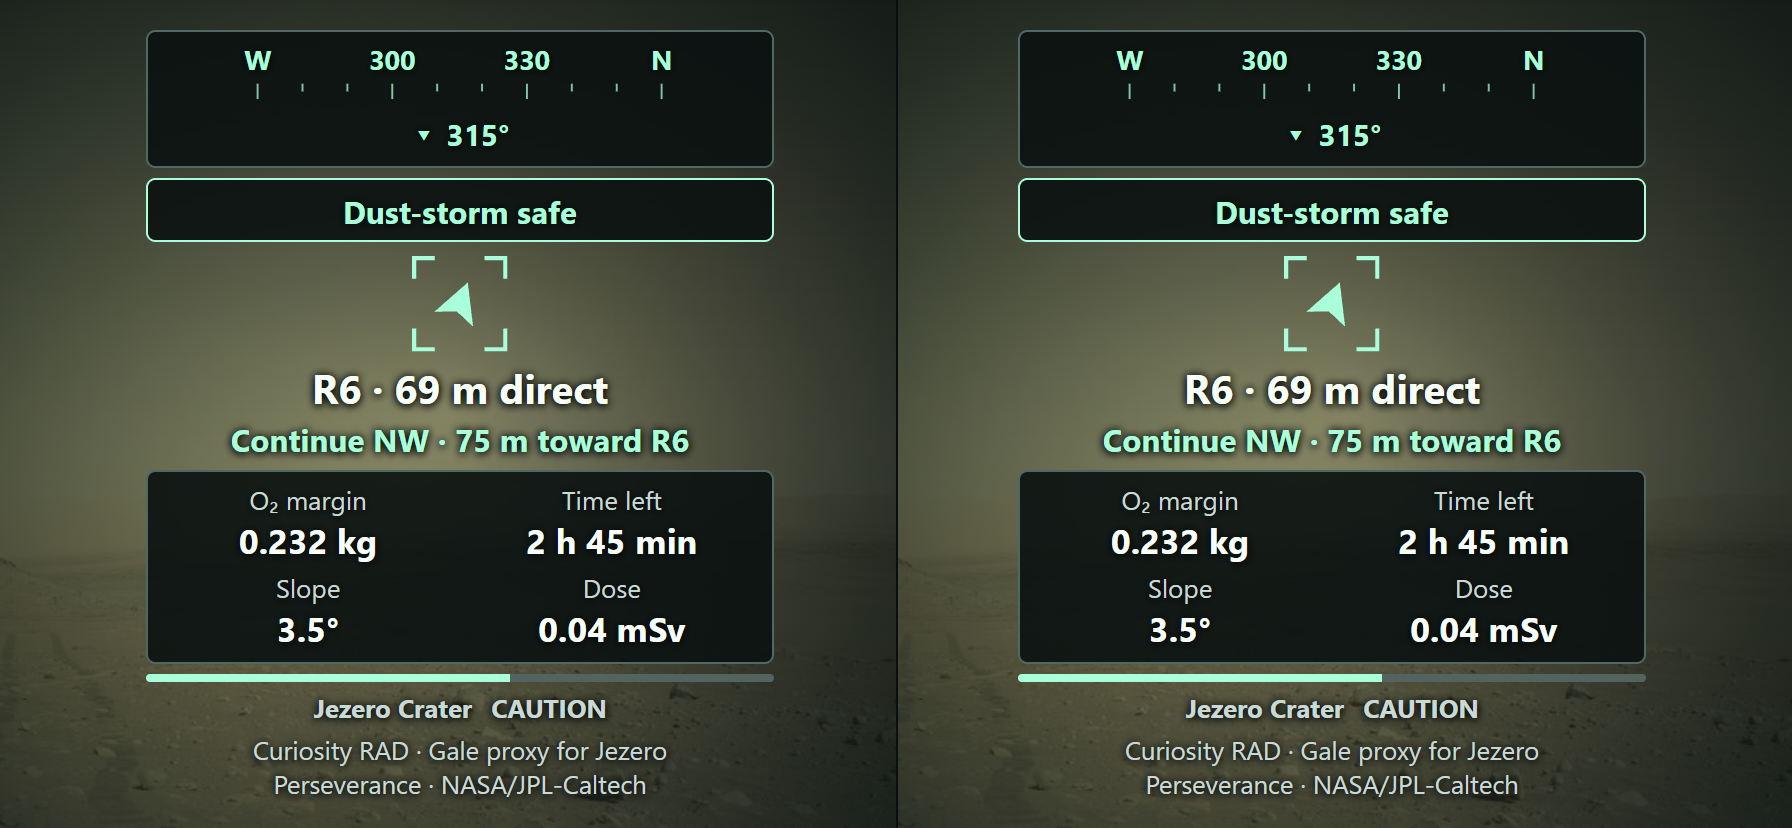 W 300 330 N
▼ 315°
Dust-storm safe
R6 · 69 m direct
Continue NW · 75 m toward R6
O₂ margin Time left
0.232 kg 2 h 45 min
Slope Dose
3.5° 0.04 mSv
Jezero Crater CAUTION
Curiosity RAD · Gale proxy for Jezero
Perseverance · NASA/JPL-Caltech
W 300 330 N
▼ 315°
Dust-storm safe
R6 · 69 m direct
Continue NW · 75 m toward R6
O₂ margin Time left
0.232 kg 2 h 45 min
Slope Dose
3.5° 0.04 mSv
Jezero Crater CAUTION
Curiosity RAD · Gale proxy for Jezero
Perseverance · NASA/JPL-Caltech